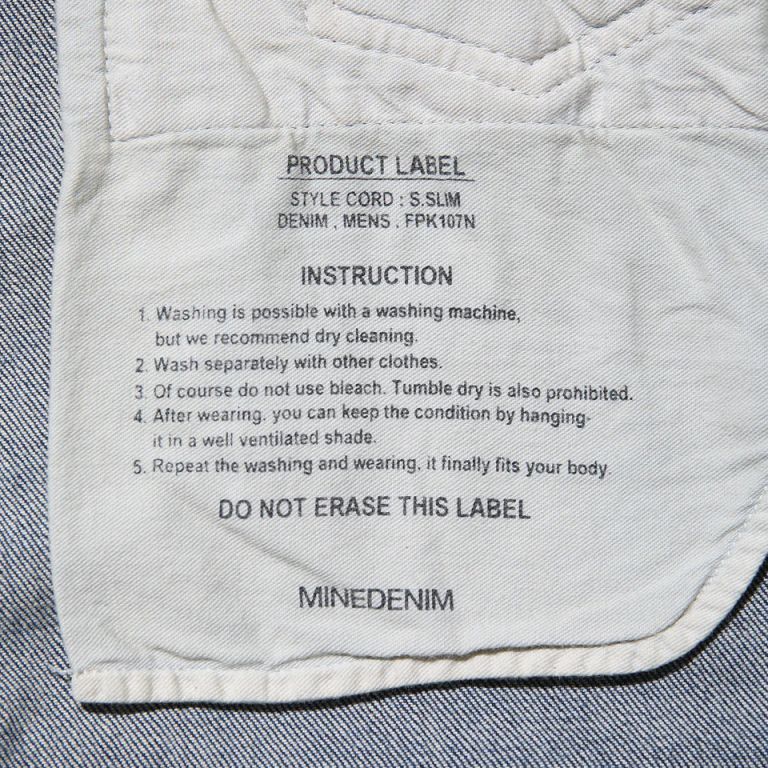 PRODUCT LABEL
STYLE CORD : S.SLIM
DENIM , MENS . FPK107N
INSTRUCTION
1. Washing is possible with a washing machine,
but we recommend dry cleaning.
2. Wash separately with other clothes.
3. Of course do not use bleach. Tumble dry is also prohibited.
4. After wearing. you can keep the condition by hanging-
it in a well ventilated shade.
5. Repeat the washing and wearing, it finally fits your body.
DO NOT ERASE THIS LABEL
MINEDENIM